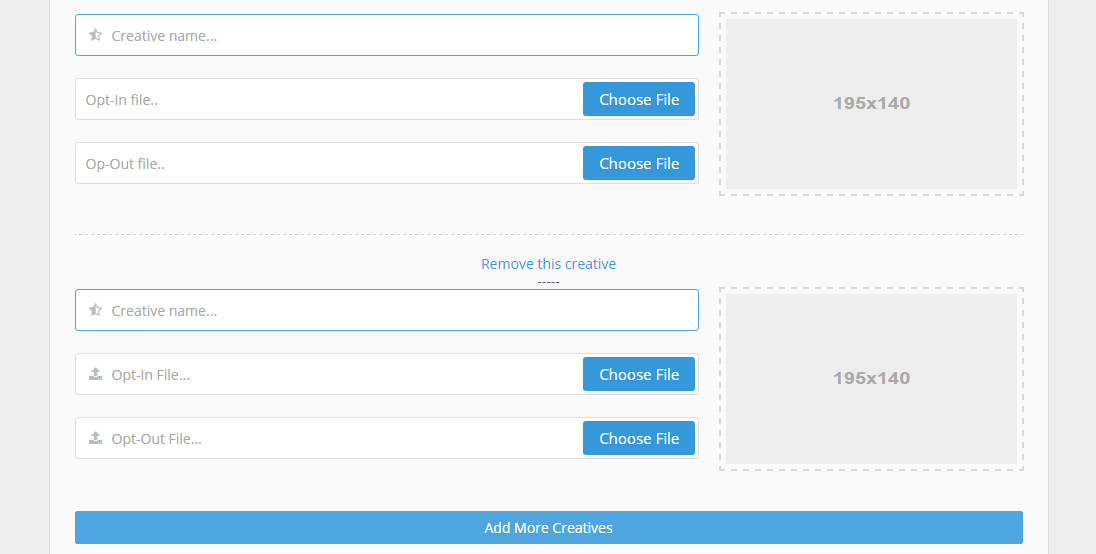 Creative name...
Opt-In file..
Choose File
Op-Out file..
Choose File
195x140
Remove this creative
-----
Creative name...
Opt-In File...
Choose File
Opt-Out File...
Choose File
195x140
Add More Creatives